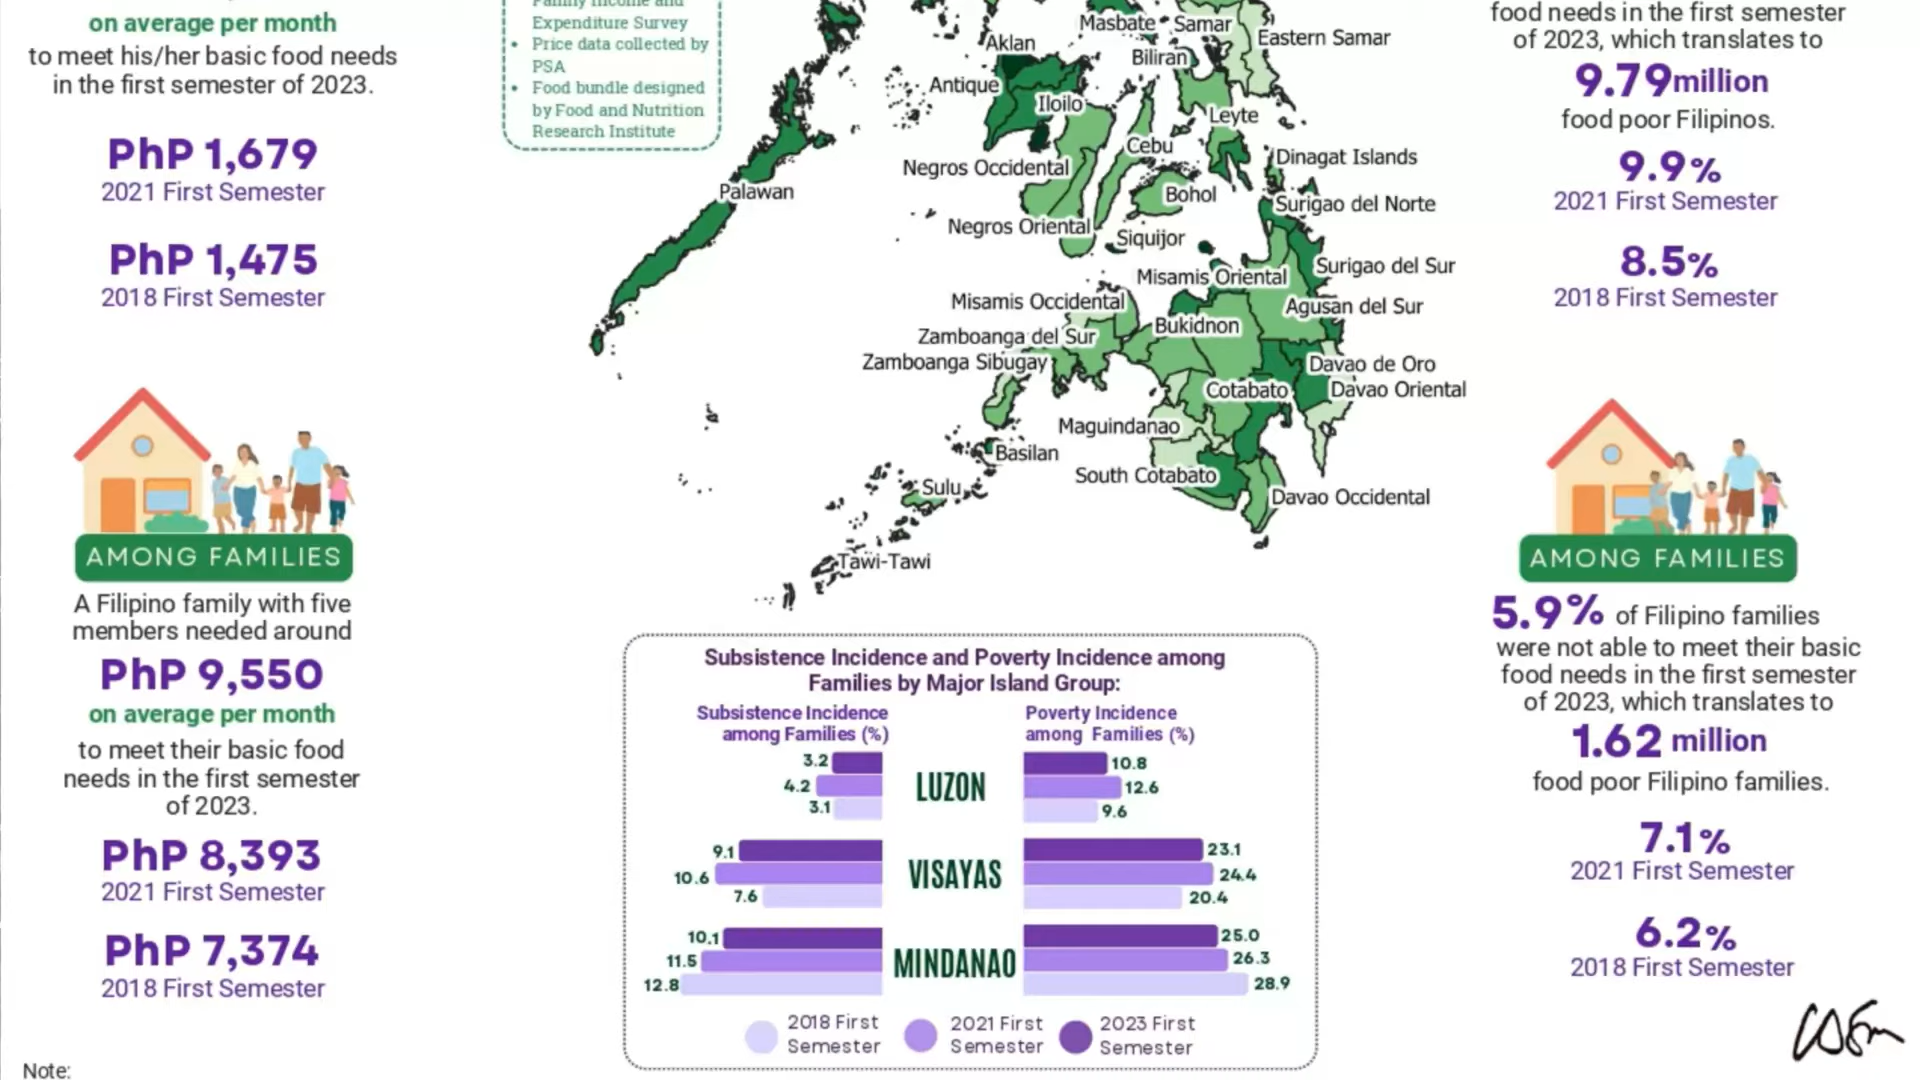 on average per month
to meet his/her basic food needs
in the first semester of 2023.
PhP 1,679
2021 First Semester
PhP 1,475
2018 First Semester
AMONG FAMILIES
A Filipino family with five
members needed around
PhP 9,550
on average per month
to meet their basic food
needs in the first semester
of 2023.
PhP 8,393
2021 First Semester
PhP 7,374
2018 First Semester
Note:
Family Income and
Expenditure Survey
• Price data collected by
PSA
• Food bundle designed
by Food and Nutrition
Research Institute
Masbate
Samar
Eastern Samar
Aklan
Biliran
Antique
Iloilo
Leyte
Cebu
Dinagat Islands
Negros Occidental
Palawan
Bohol
Surigao del Norte
Negros Oriental
Siquijor
Surigao del Sur
Misamis Oriental
Misamis Occidental
Agusan del Sur
Bukidnon
Zamboanga del Sur
Zamboanga Sibugay
Davao de Oro
Cotabato
Davao Oriental
Maguindanao
Basilan
South Cotabato
Sulu
Davao Occidental
Tawi-Tawi
Subsistence Incidence and Poverty Incidence among
Families by Major Island Group:
Subsistence Incidence
among Families (%)
Poverty Incidence
among Families (%)
3.2
4.2
3.1
LUZON
10.8
12.6
9.6
9.1
10.6
7.6
VISAYAS
23.1
24.4
20.4
10.1
11.5
12.8
MINDANAO
25.0
26.3
28.9
2018 First
Semester
2021 First
Semester
2023 First
Semester
food needs in the first semester
of 2023, which translates to
9.79 million
food poor Filipinos.
9.9%
2021 First Semester
8.5%
2018 First Semester
AMONG FAMILIES
5.9% of Filipino families
were not able to meet their basic
food needs in the first semester
of 2023, which translates to
1.62 million
food poor Filipino families.
7.1%
2021 First Semester
6.2%
2018 First Semester